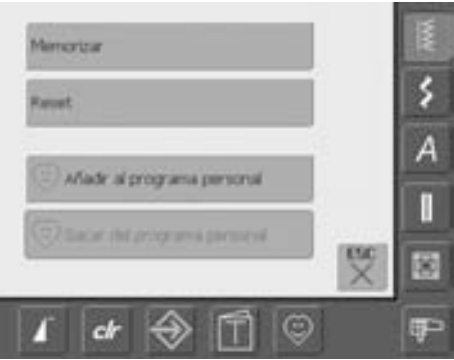 Memorizar
Reset
Añadir al programa personal
Sacar del programa personal
ESC
A
clr
T